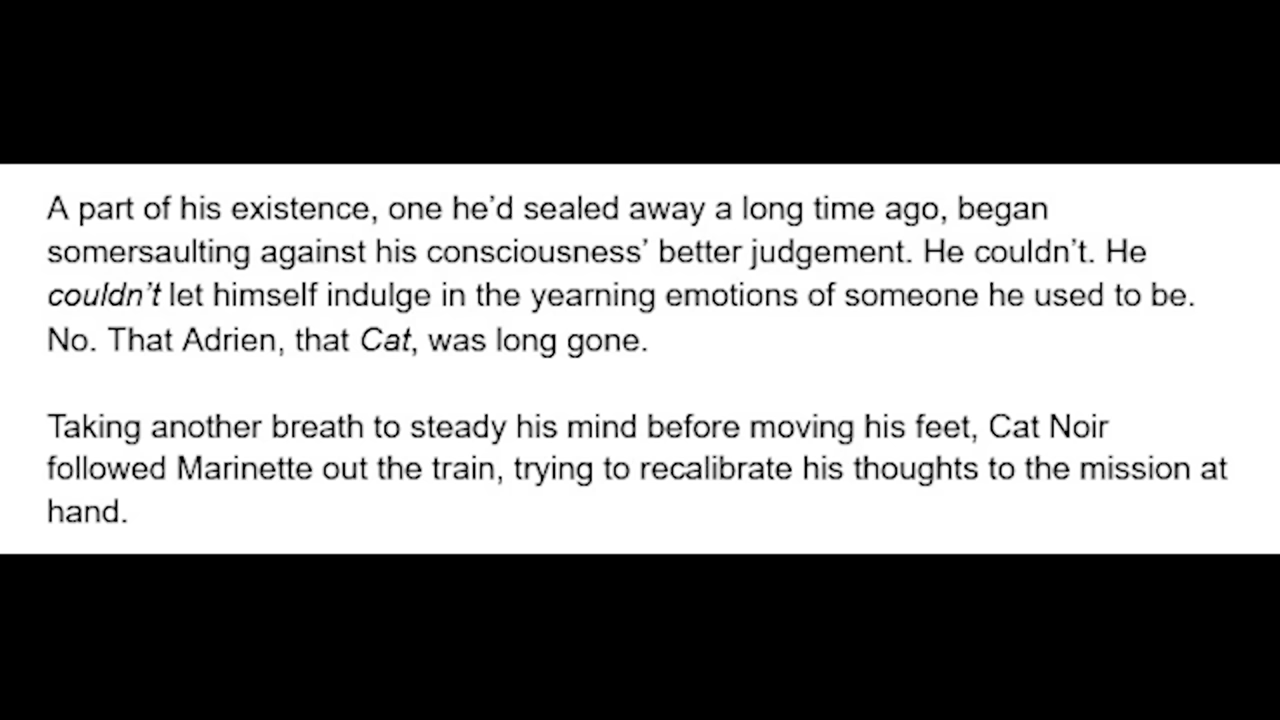 A part of his existence, one he’d sealed away a long time ago, began
somersaulting against his consciousness’ better judgement. He couldn’t. He
couldn’t let himself indulge in the yearning emotions of someone he used to be.
No. That Adrien, that Cat, was long gone.
Taking another breath to steady his mind before moving his feet, Cat Noir
followed Marinette out the train, trying to recalibrate his thoughts to the mission at
hand.